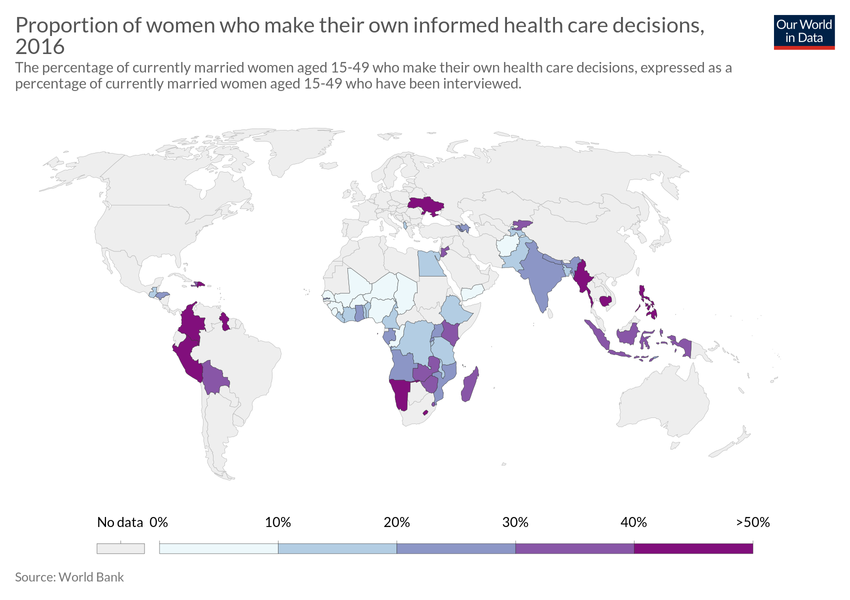 Proportion of women who make their own informed health care decisions,
2016
Our World
in Data
The percentage of currently married women aged 15-49 who make their own health care decisions, expressed as a
percentage of currently married women aged 15-49 who have been interviewed.
No data 0% 10% 20% 30% 40% >50%
Source: World Bank